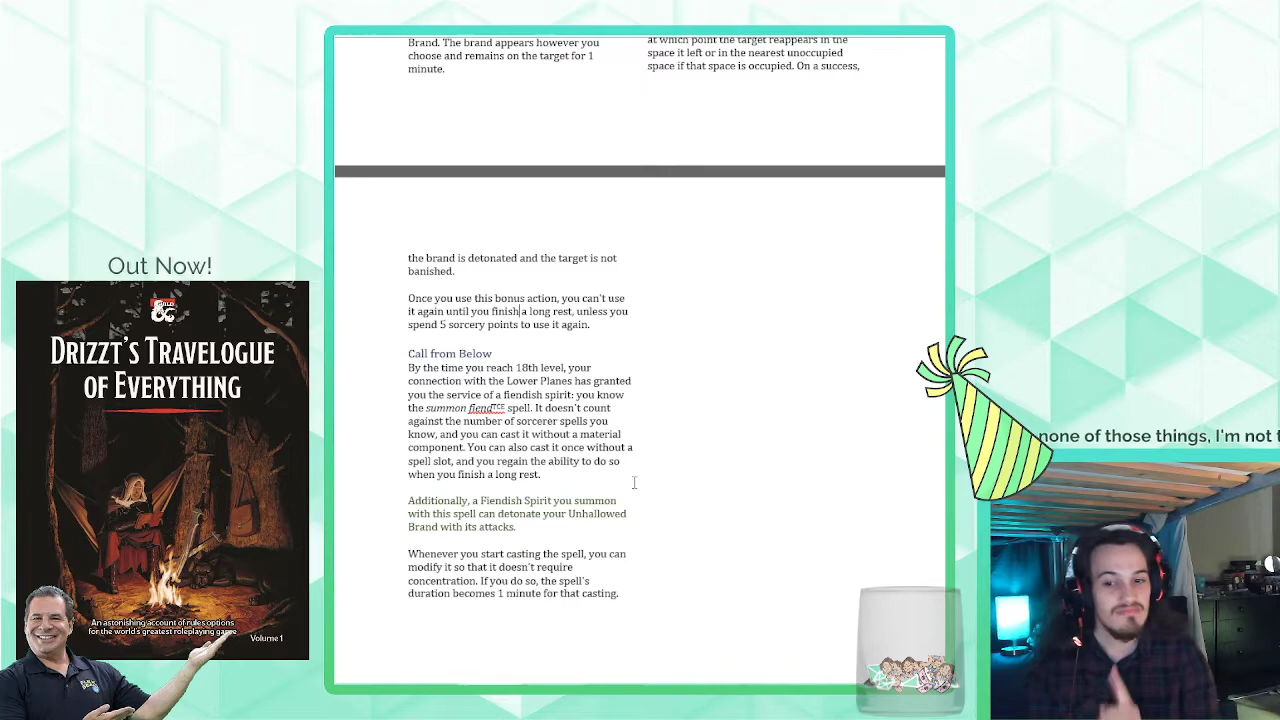 Brand. The brand appears however you
choose and remains on the target for 1
minute.
at which point the target reappears in the
space it left or in the nearest unoccupied
space if that space is occupied. On a success,
the brand is detonated and the target is not
banished.
Once you use this bonus action, you can't use
it again until you finish a long rest, unless you
spend 5 sorcery points to use it again.
Call from Below
By the time you reach 18th level, your
connection with the Lower Planes has granted
you the service of a fiendish spirit: you know
the summon fiendTCE spell. It doesn't count
against the number of sorcerer spells you
know, and you can cast it without a material
component. You can also cast it once without a
spell slot, and you regain the ability to do so
when you finish a long rest.
Additionally, a Fiendish Spirit you summon
with this spell can detonate your Unhallowed
Brand with its attacks.
Whenever you start casting the spell, you can
modify it so that it doesn't require
concentration. If you do so, the spell's
duration becomes 1 minute for that casting.
Out Now!
DRIZZT'S TRAVELOGUE
OF EVERYTHING
An astonishing account of rules options
for the world's greatest roleplaying game
Volume 1
none of those things, I'm not t